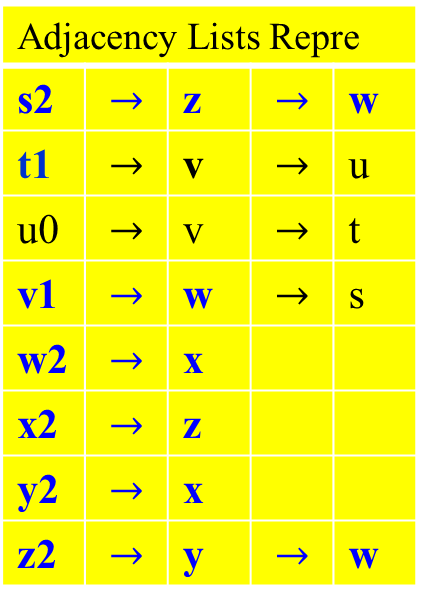 Adjacency Lists Repre
s2 → z → w
t1 → v → u
u0 → v → t
v1 → w → s
w2 → x
x2 → z
y2 → x
z2 → y → w